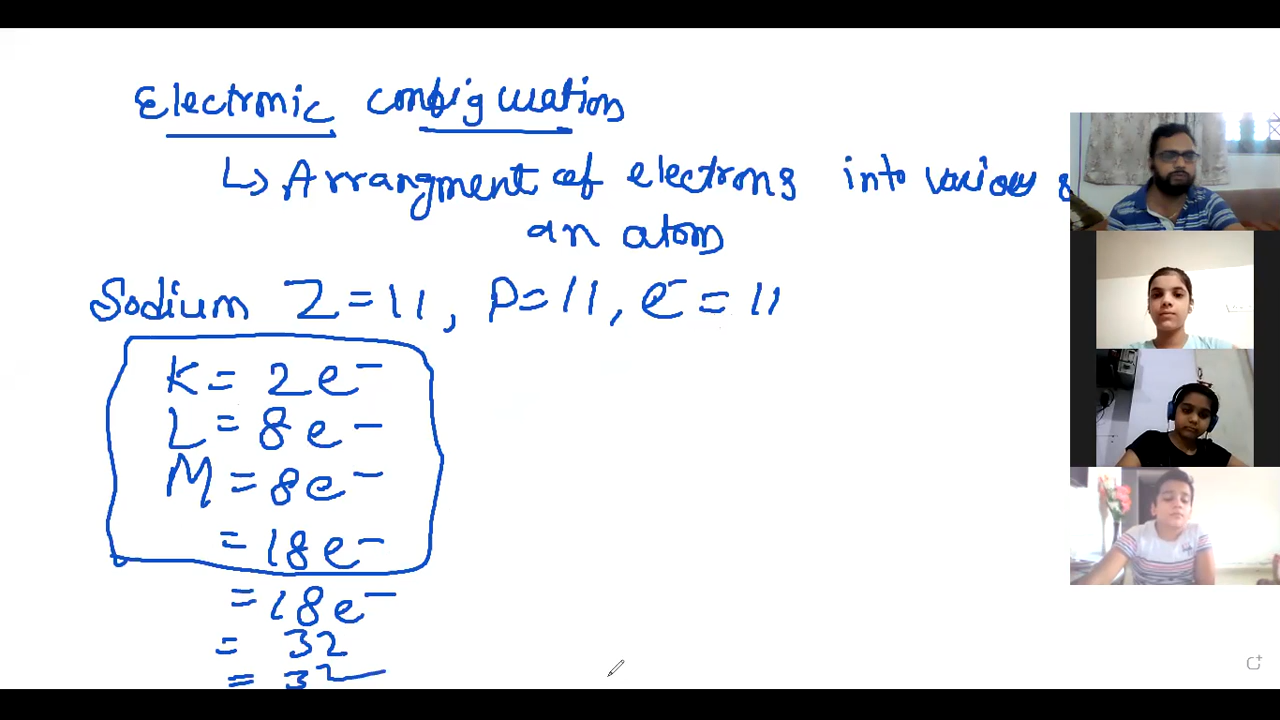 Electronic configuration
↳ Arrangment of electrons into various
an atom
Sodium Z = 11, P = 11, e⁻ = 11
K = 2e⁻
L = 8e⁻
M = 8e⁻
= 18e⁻
= 18e⁻
= 32
= 32